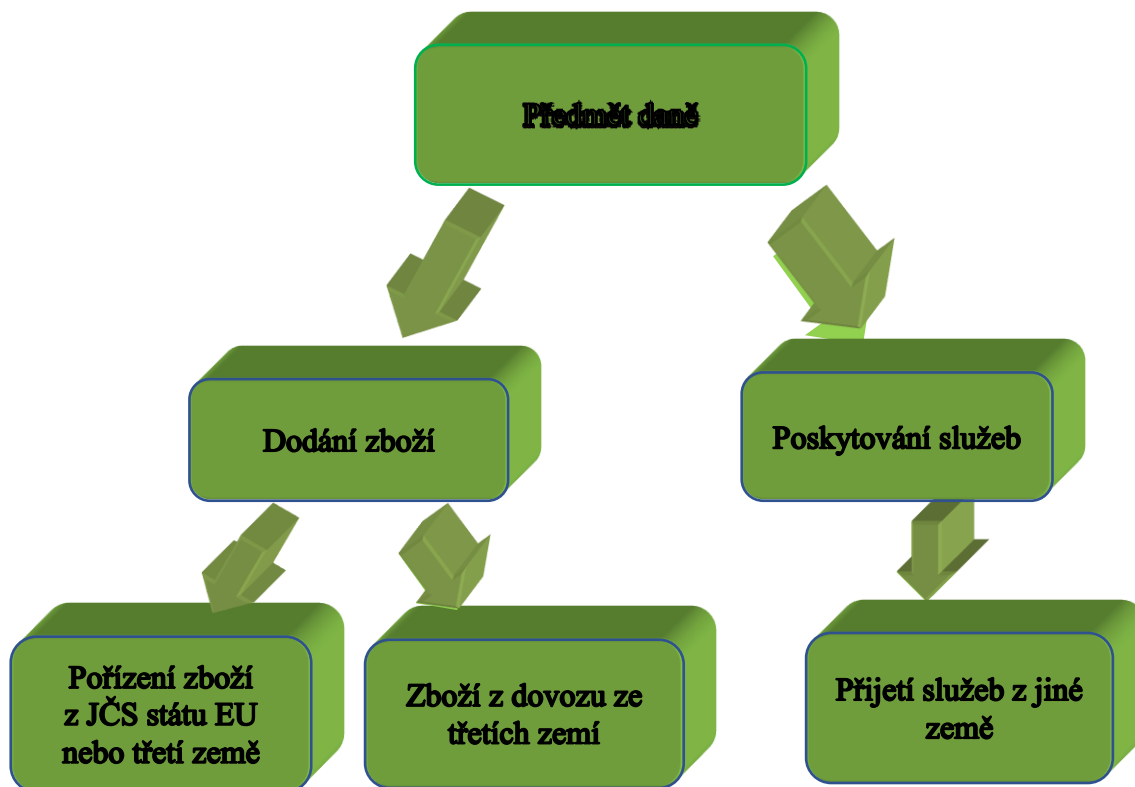 Předmět daně
Dodání zboží
Poskytování služeb
Pořízení zboží
z JČS státu EU
nebo třetí země
Zboží z dovozu ze
třetích zemí
Přijetí služeb z jiné
země